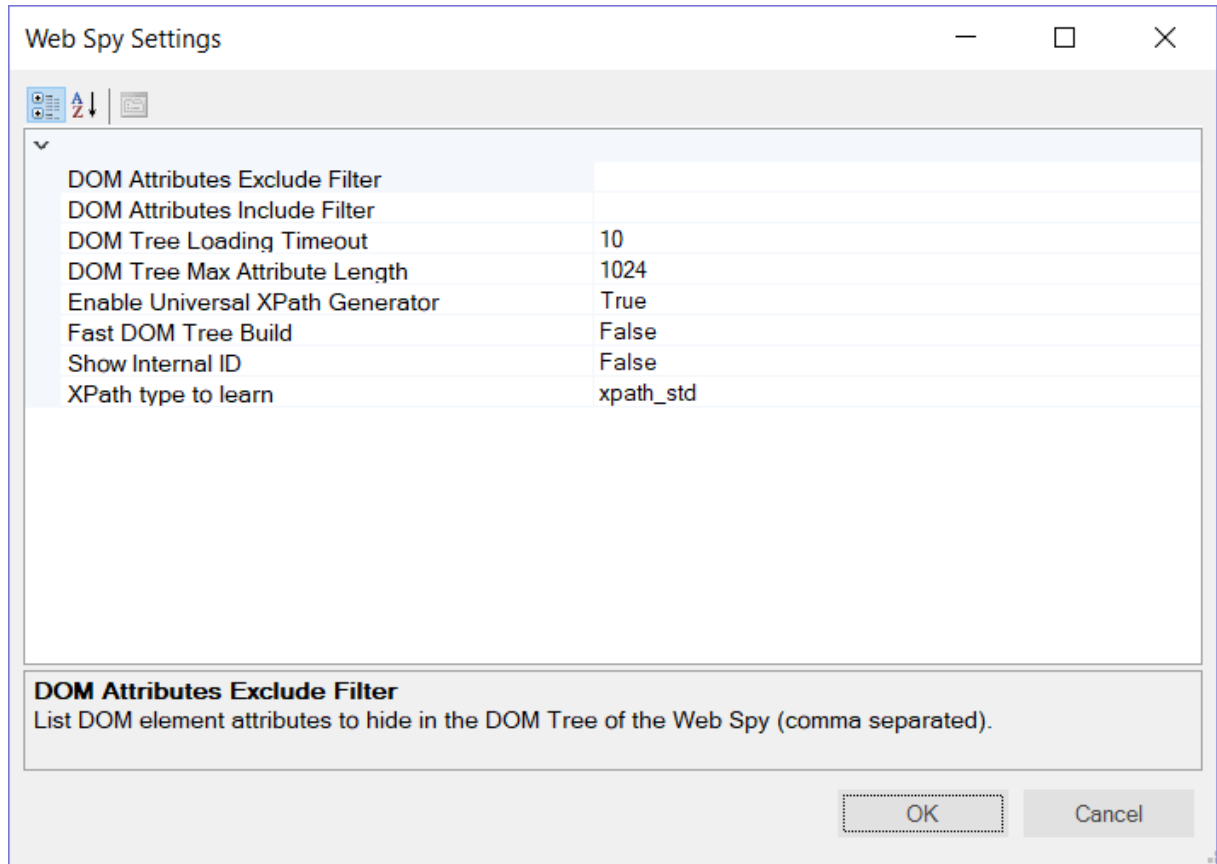 Web Spy Settings
DOM Attributes Exclude Filter
DOM Attributes Include Filter
DOM Tree Loading Timeout 10
DOM Tree Max Attribute Length 1024
Enable Universal XPath Generator True
Fast DOM Tree Build False
Show Internal ID False
XPath type to learn xpath_std
DOM Attributes Exclude Filter
List DOM element attributes to hide in the DOM Tree of the Web Spy (comma separated).
OK Cancel